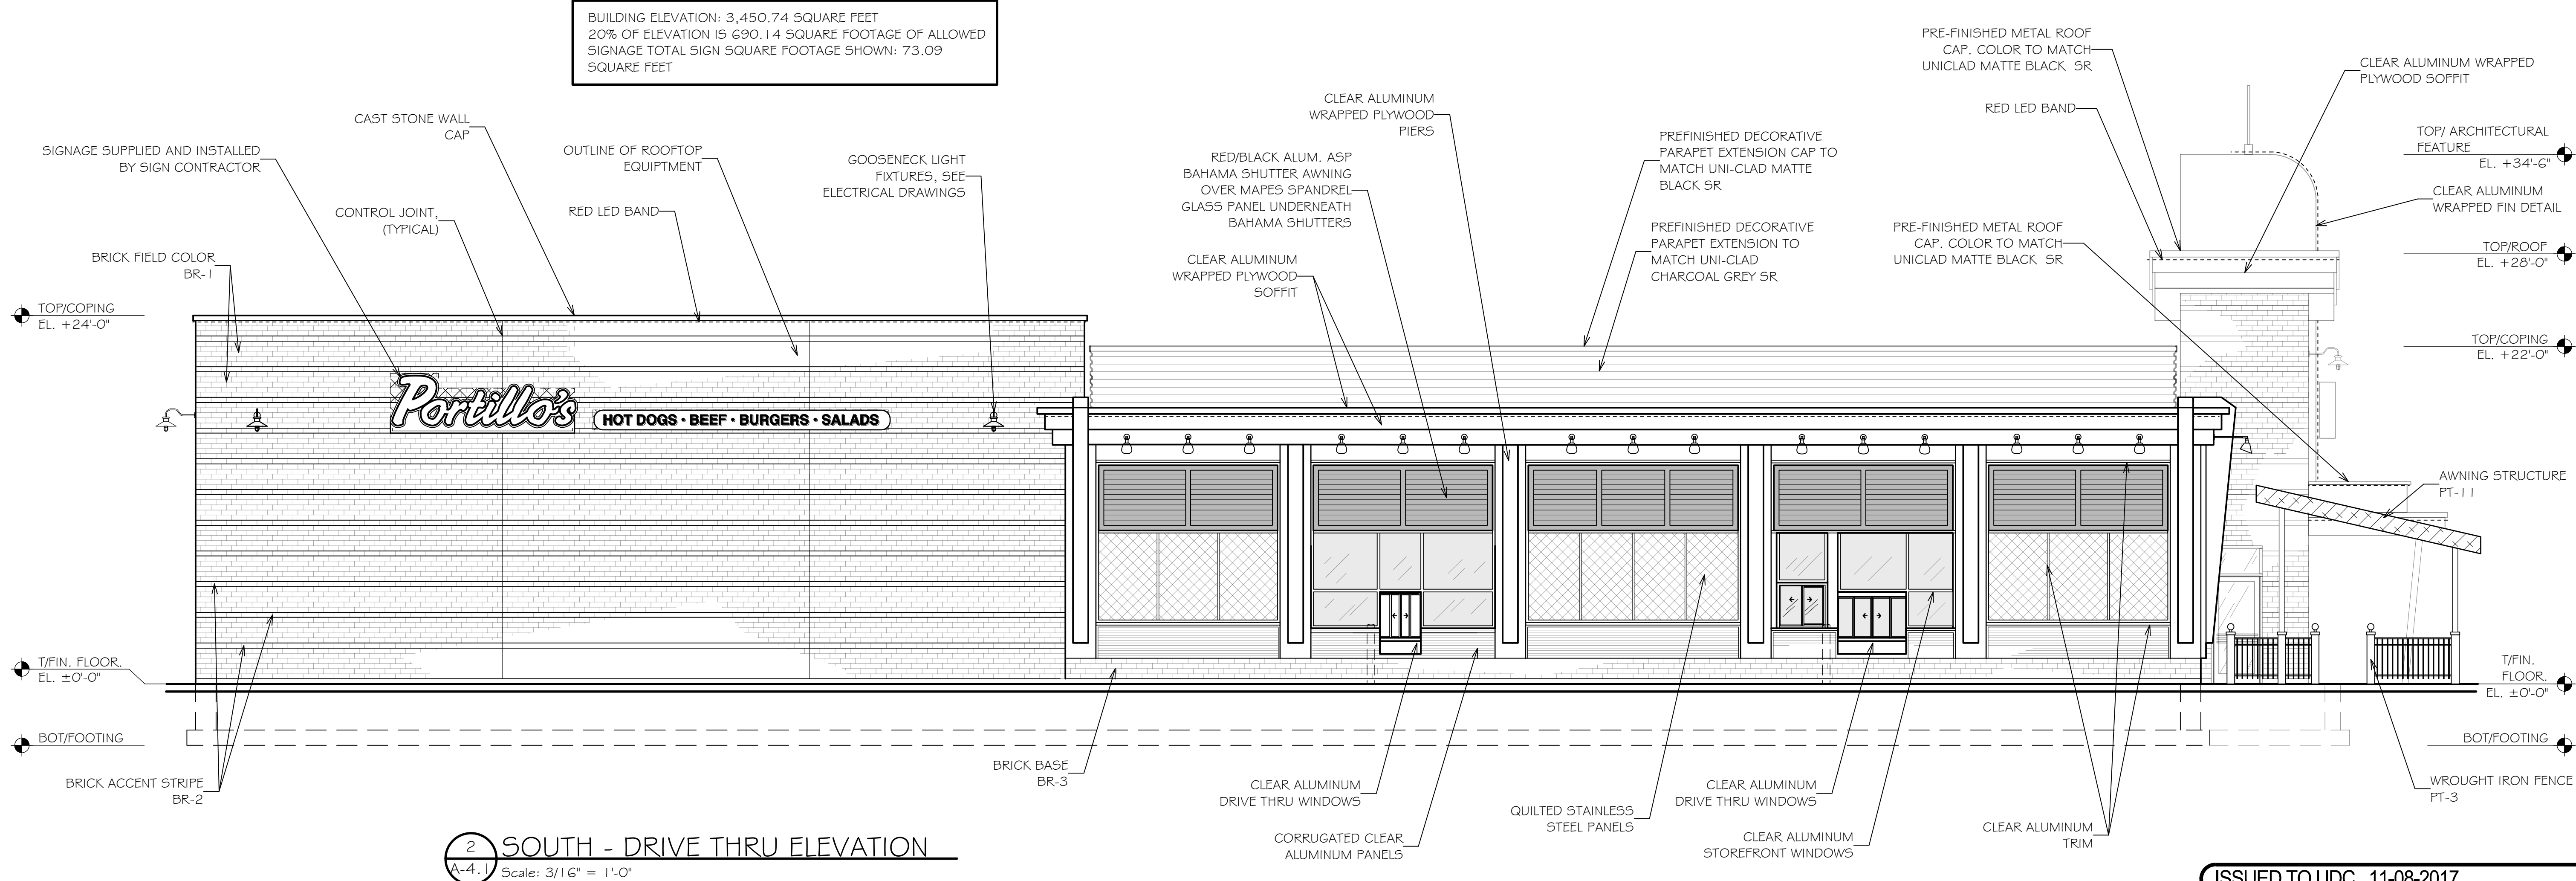 BUILDING ELEVATION: 3,450.74 SQUARE FEET
20% OF ELEVATION IS 690.14 SQUARE FOOTAGE OF ALLOWED
SIGNAGE TOTAL SIGN SQUARE FOOTAGE SHOWN: 73.09
SQUARE FEET
SIGNAGE SUPPLIED AND INSTALLED
BY SIGN CONTRACTOR
CAST STONE WALL
CAP
CONTROL JOINT,
(TYPICAL)
BRICK FIELD COLOR
BR-1
OUTLINE OF ROOFTOP
EQUIPTMENT
RED LED BAND
GOOSENECK LIGHT
FIXTURES, SEE
ELECTRICAL DRAWINGS
CLEAR ALUMINUM
WRAPPED PLYWOOD
PIERS
RED/BLACK ALUM. ASP
BAHAMA SHUTTER AWNING
OVER MAPES SPANDREL
GLASS PANEL UNDERNEATH
BAHAMA SHUTTERS
CLEAR ALUMINUM
WRAPPED PLYWOOD
SOFFIT
PREFINISHED DECORATIVE
PARAPET EXTENSION CAP TO
MATCH UNI-CLAD MATTE
BLACK SR
PREFINISHED DECORATIVE
PARAPET EXTENSION TO
MATCH UNI-CLAD
CHARCOAL GREY SR
PRE-FINISHED METAL ROOF
CAP. COLOR TO MATCH
UNICLAD MATTE BLACK SR
RED LED BAND
PRE-FINISHED METAL ROOF
CAP. COLOR TO MATCH
UNICLAD MATTE BLACK SR
CLEAR ALUMINUM WRAPPED
PLYWOOD SOFFIT
TOP/ ARCHITECTURAL
FEATURE
EL. +34'-6"
CLEAR ALUMINUM
WRAPPED FIN DETAIL
TOP/ROOF
EL. +28'-0"
TOP/COPING
EL. +22'-0"
TOP/COPING
EL. +24'-0"
Portillo's
HOT DOGS • BEEF • BURGERS • SALADS
AWNING STRUCTURE
PT-11
T/FIN. FLOOR.
EL. ±0'-0"
T/FIN.
FLOOR.
EL. ±0'-0"
BOT/FOOTING
BOT/FOOTING
BRICK ACCENT STRIPE
BR-2
BRICK BASE
BR-3
CLEAR ALUMINUM
DRIVE THRU WINDOWS
CORRUGATED CLEAR
ALUMINUM PANELS
QUILTED STAINLESS
STEEL PANELS
CLEAR ALUMINUM
DRIVE THRU WINDOWS
CLEAR ALUMINUM
STOREFRONT WINDOWS
CLEAR ALUMINUM
TRIM
WROUGHT IRON FENCE
PT-3
2
A-4.1
SOUTH - DRIVE THRU ELEVATION
Scale: 3/16" = 1'-0"
ISSUED TO UDC 11-08-2017